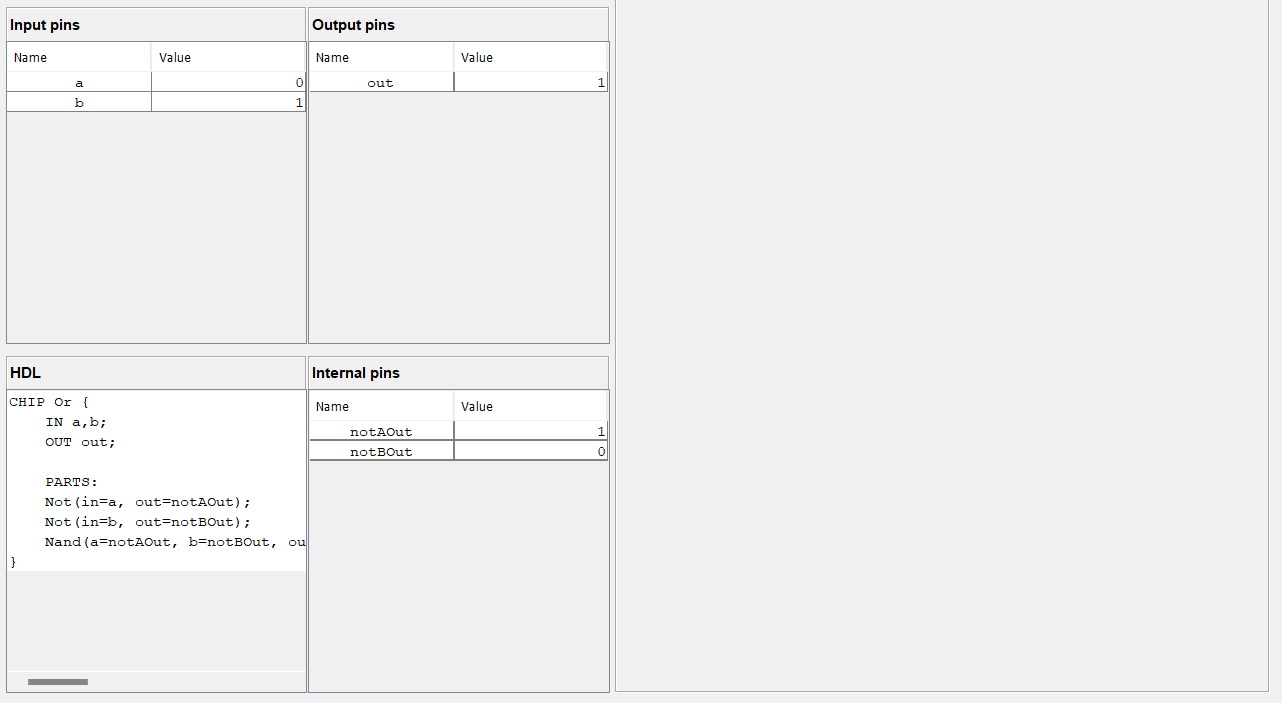 Input pins
Name Value
a 0
b 1
Output pins
Name Value
out 1
HDL
CHIP Or {
    IN a,b;
    OUT out;

    PARTS:
    Not(in=a, out=notAOut);
    Not(in=b, out=notBOut);
    Nand(a=notAOut, b=notBOut, ou
}
Internal pins
Name Value
notAOut 1
notBOut 0